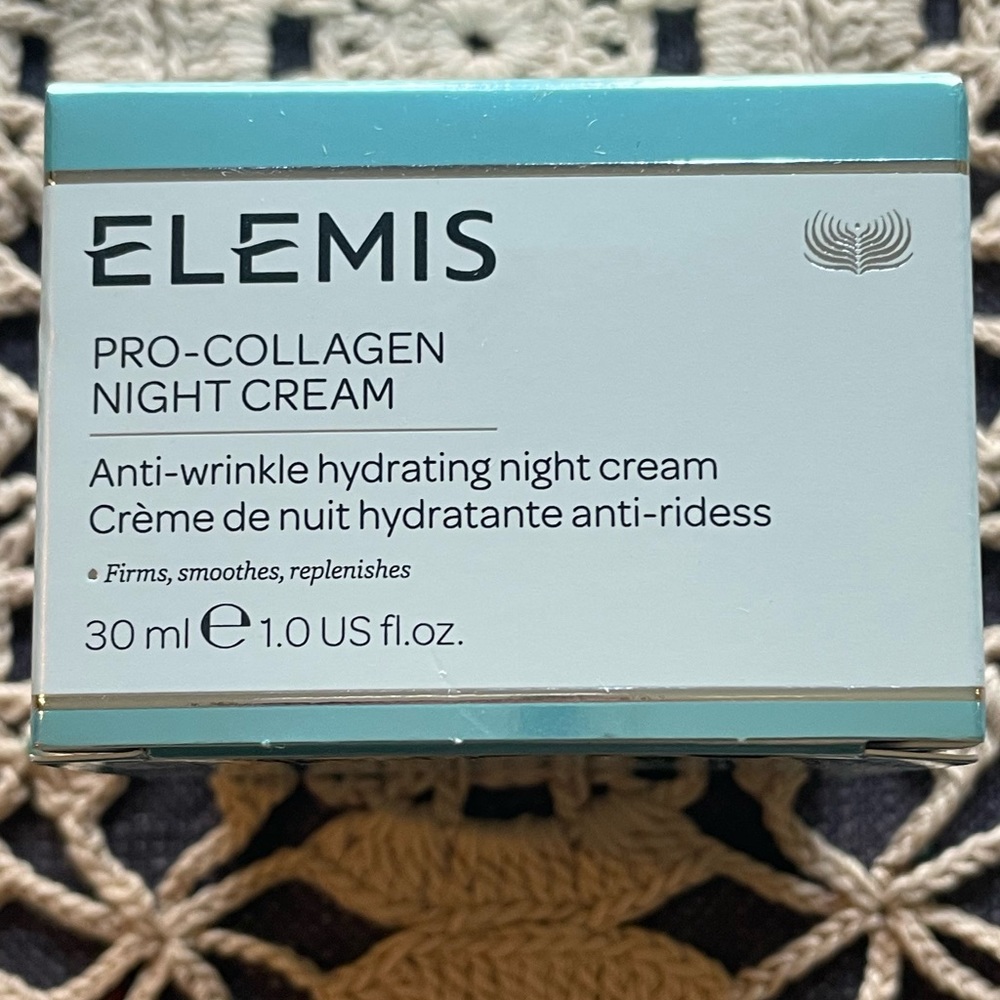 ELEMIS
PRO-COLLAGEN
NIGHT CREAM
Anti-wrinkle hydrating night cream
Crème de nuit hydratante anti-ridess
• Firms, smoothes, replenishes
30 ml ℮ 1.0 US fl.oz.